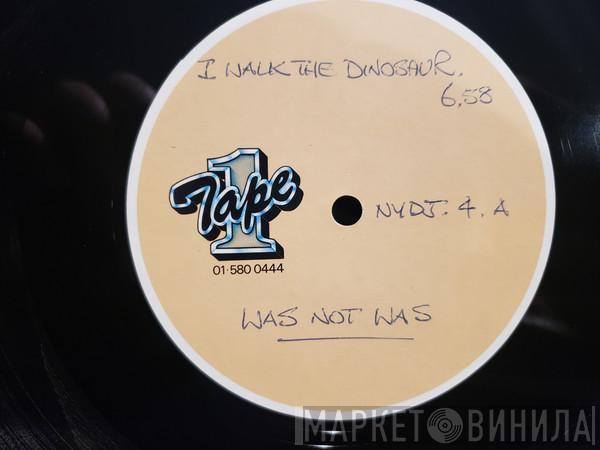 I WALK THE DINOSAUR.
6.58
Tape 1
01·580 0444
NYDJ. 4. A
WAS NOT WAS
МАРКЕТ ВИНИЛА